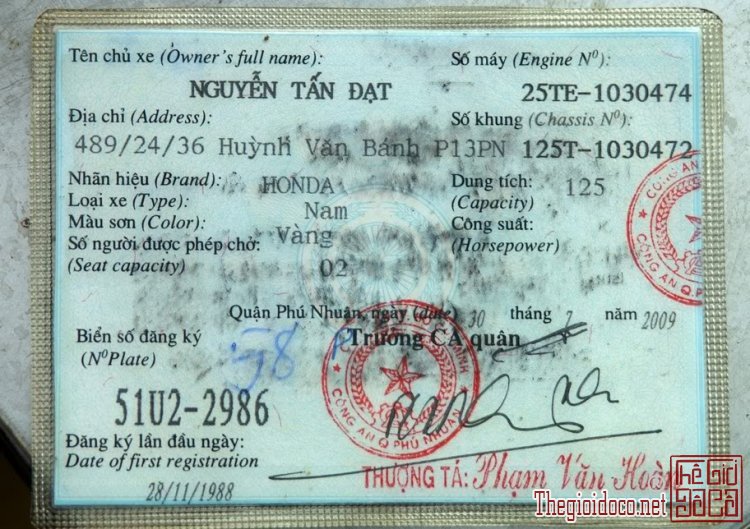 Tên chủ xe (Owner's full name):
Số máy (Engine Nº):
NGUYỄN TẤN ĐẠT
25TE-1030474
Địa chỉ (Address):
Số khung (Chassis Nº):
489/24/36 Huỳnh Văn Bánh P13PN
125T-1030472
Nhãn hiệu (Brand): HONDA
Dung tích: 125
(Capacity)
Loại xe (Type): Nam
Công suất:
(Horsepower)
Màu sơn (Color): Vàng
Số người được phép chở: 02
(Seat capacity)
Quận Phú Nhuận, ngày (date) 30 tháng 7 năm 2009
Biển số đăng ký
(NºPlate)
58
Trưởng CA quận
51U2-2986
CÔNG AN Q PHÚ NHUẬN
CÔNG AN Q.P
Đăng ký lần đầu ngày:
Date of first registration
28/11/1988
THƯỢNG TÁ: Phạm Văn Hoàn
Thế Giới
Đồ Cổ
Thegioidoco.net